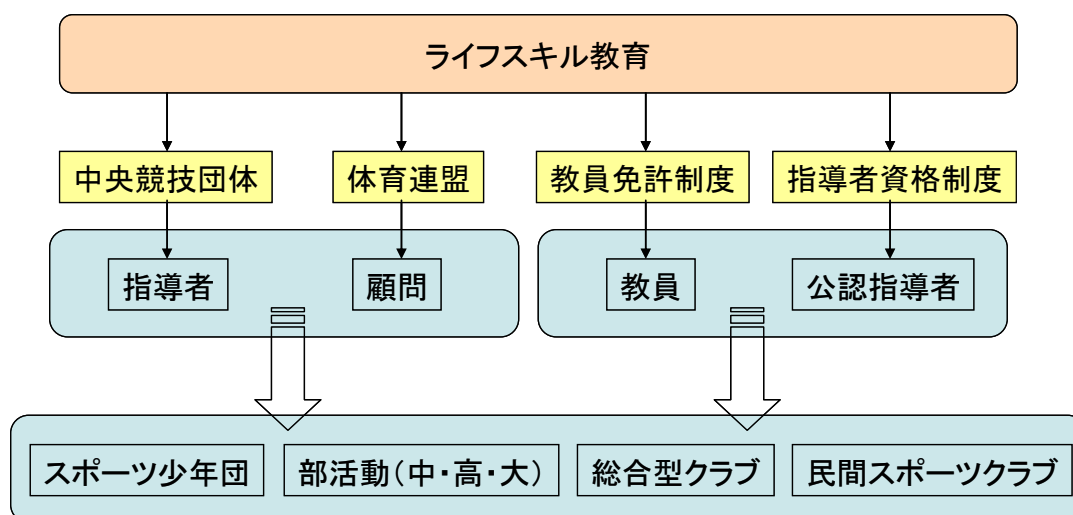 ライフスキル教育
中央競技団体
体育連盟
教員免許制度
指導者資格制度
指導者
顧問
教員
公認指導者
スポーツ少年団
部活動(中・高・大)
総合型クラブ
民間スポーツクラブ